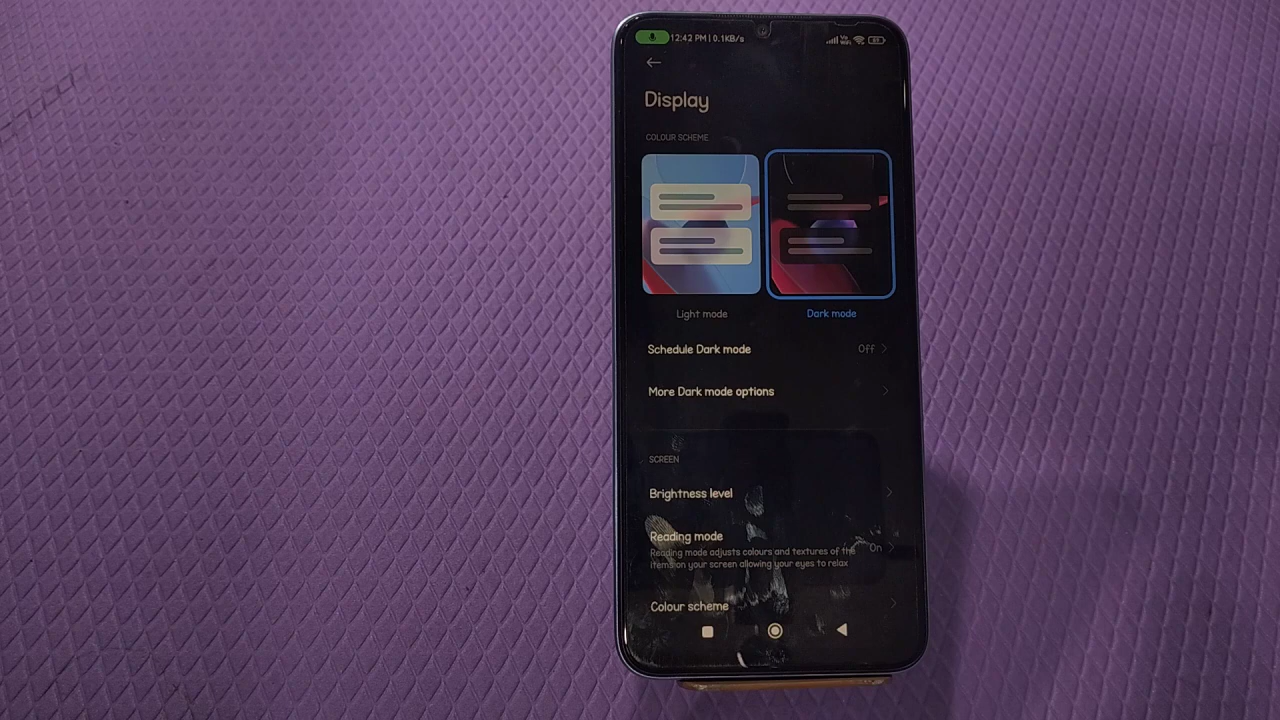 12:42 PM | 0.1KB/s
Vo
WiFi
Display
COLOUR SCHEME
Light mode
Dark mode
Schedule Dark mode Off
More Dark mode options
SCREEN
Brightness level
Reading mode
On
Reading mode adjusts colours and textures of the
items on your screen allowing your eyes to relax
Colour scheme